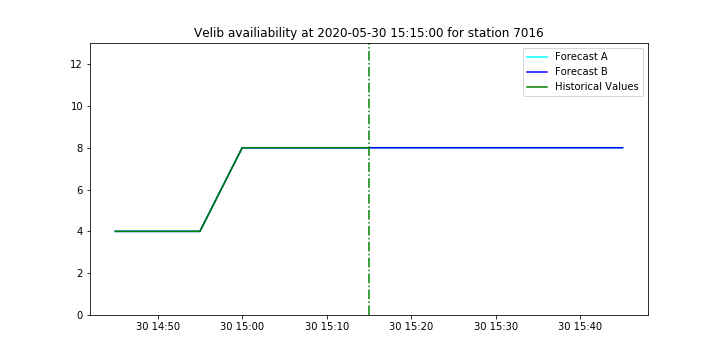 Velib availiability at 2020-05-30 15:15:00 for station 7016
Forecast A
Forecast B
Historical Values
12
10
8
6
4
2
0
30 14:50 30 15:00 30 15:10 30 15:20 30 15:30 30 15:40